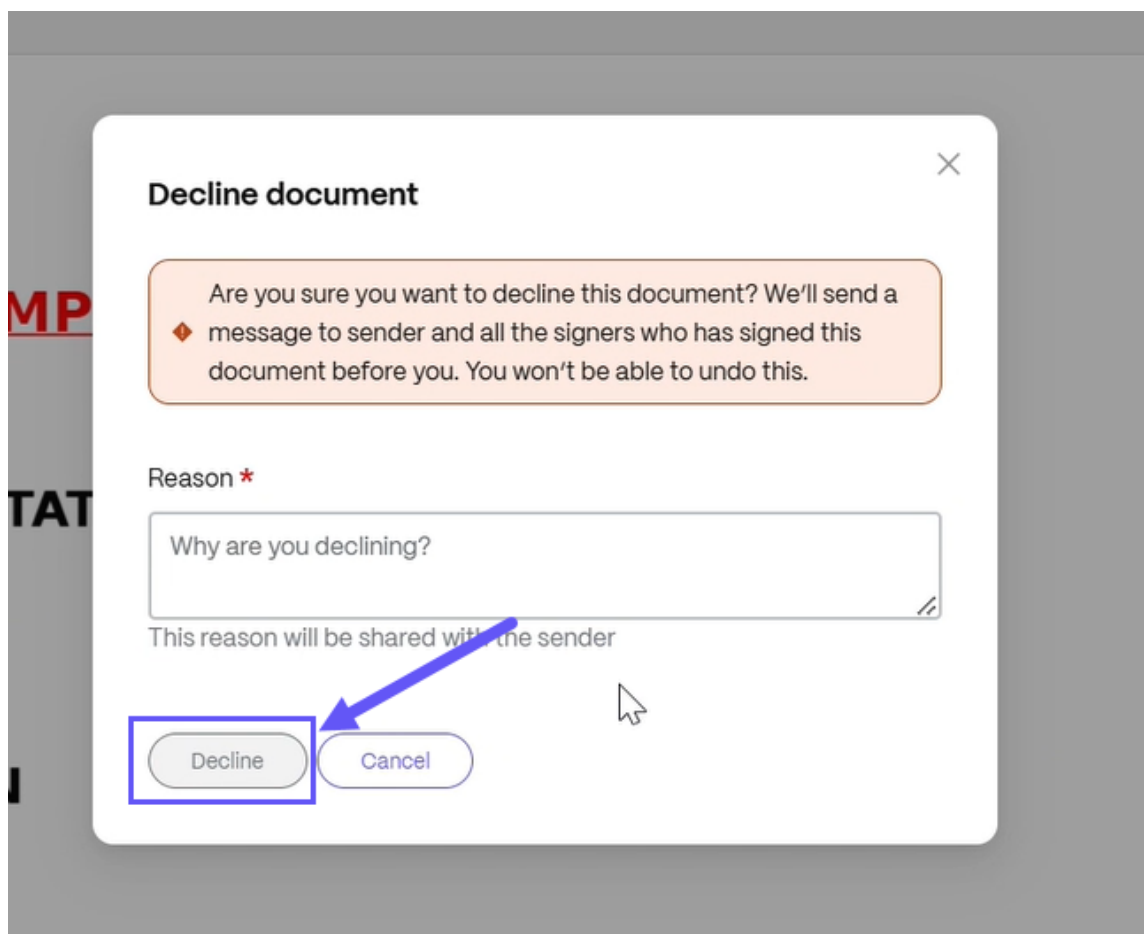 Decline document
Are you sure you want to decline this document? We’ll send a
message to sender and all the signers who has signed this
document before you. You won’t be able to undo this.
MP
Reason *
TAT
Why are you declining?
This reason will be shared with the sender
Decline
Cancel
N